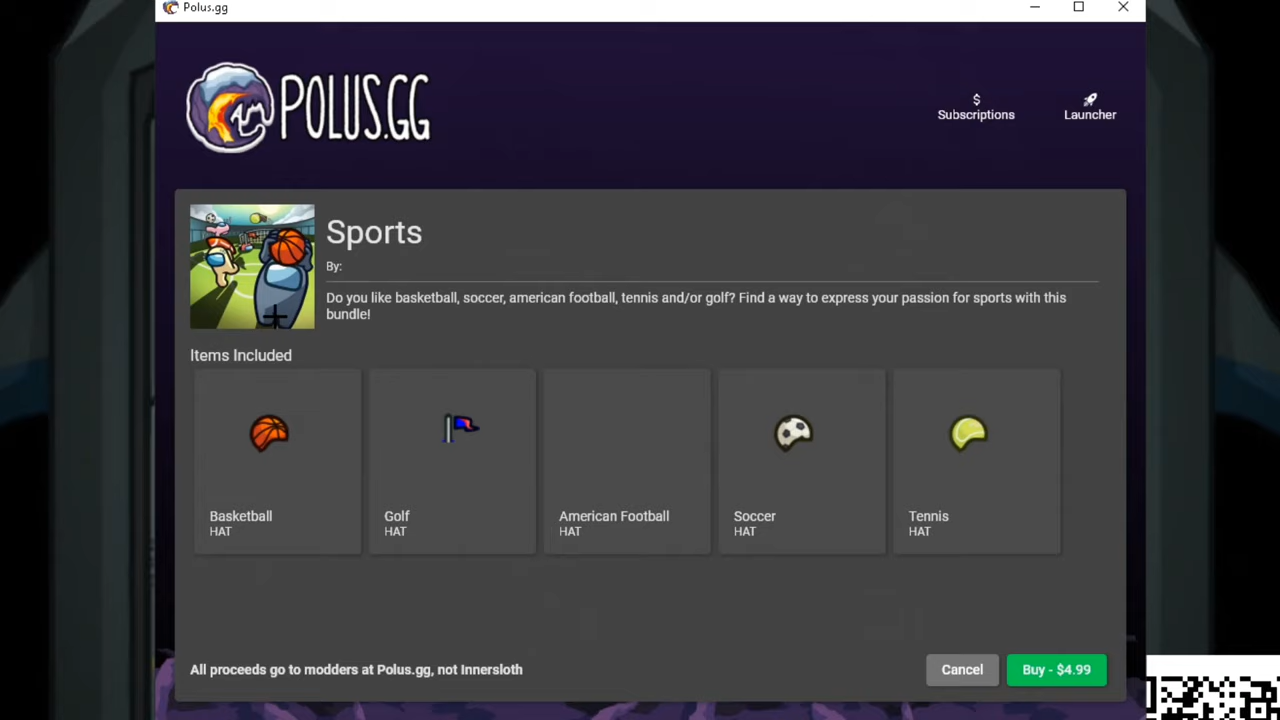 Polus.gg
POLUS.GG
$
Subscriptions
Launcher
Sports
By:
Do you like basketball, soccer, american football, tennis and/or golf? Find a way to express your passion for sports with this
bundle!
Items Included
Basketball
HAT
Golf
HAT
American Football
HAT
Soccer
HAT
Tennis
HAT
All proceeds go to modders at Polus.gg, not Innersloth
Cancel
Buy - $4.99